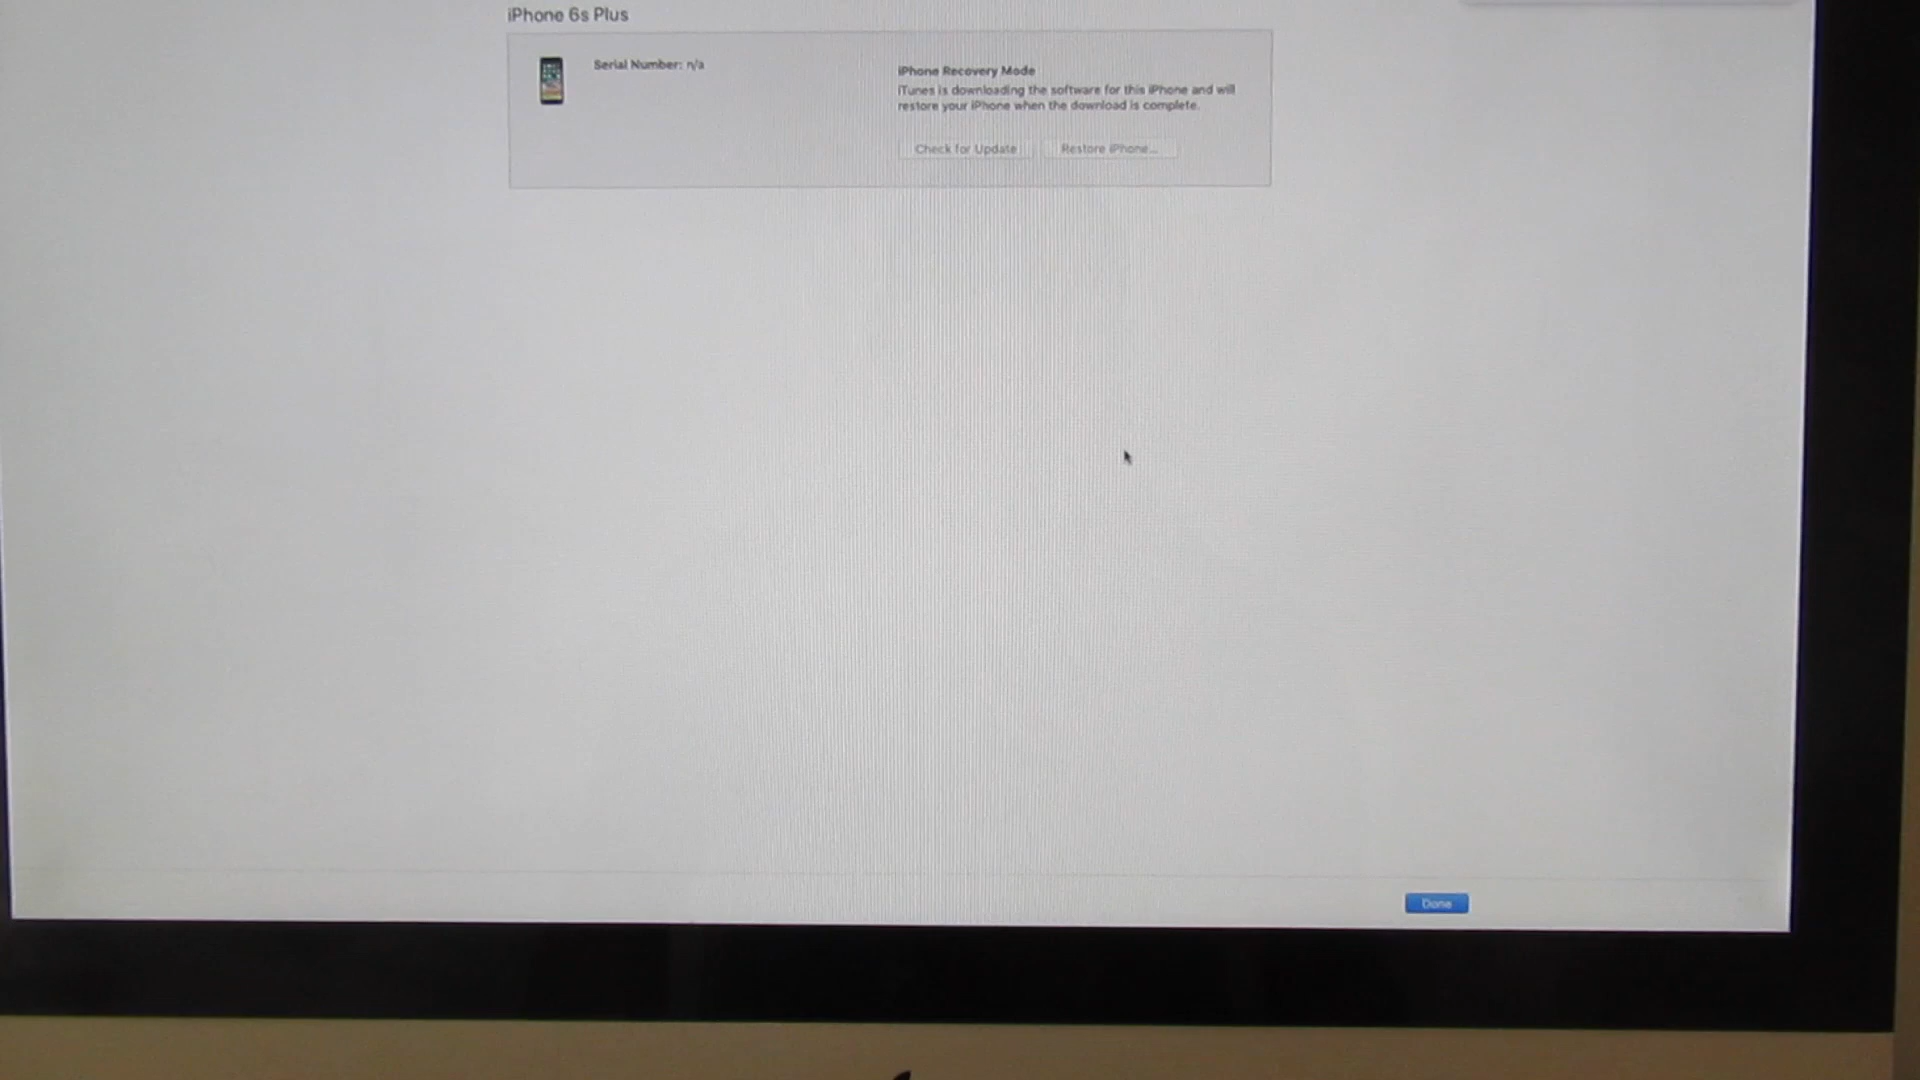 iPhone 6s Plus
Serial Number: n/a
iPhone Recovery Mode
iTunes is downloading the software for this iPhone and will
restore your iPhone when the download is complete.
Check for Update
Restore iPhone...
Done